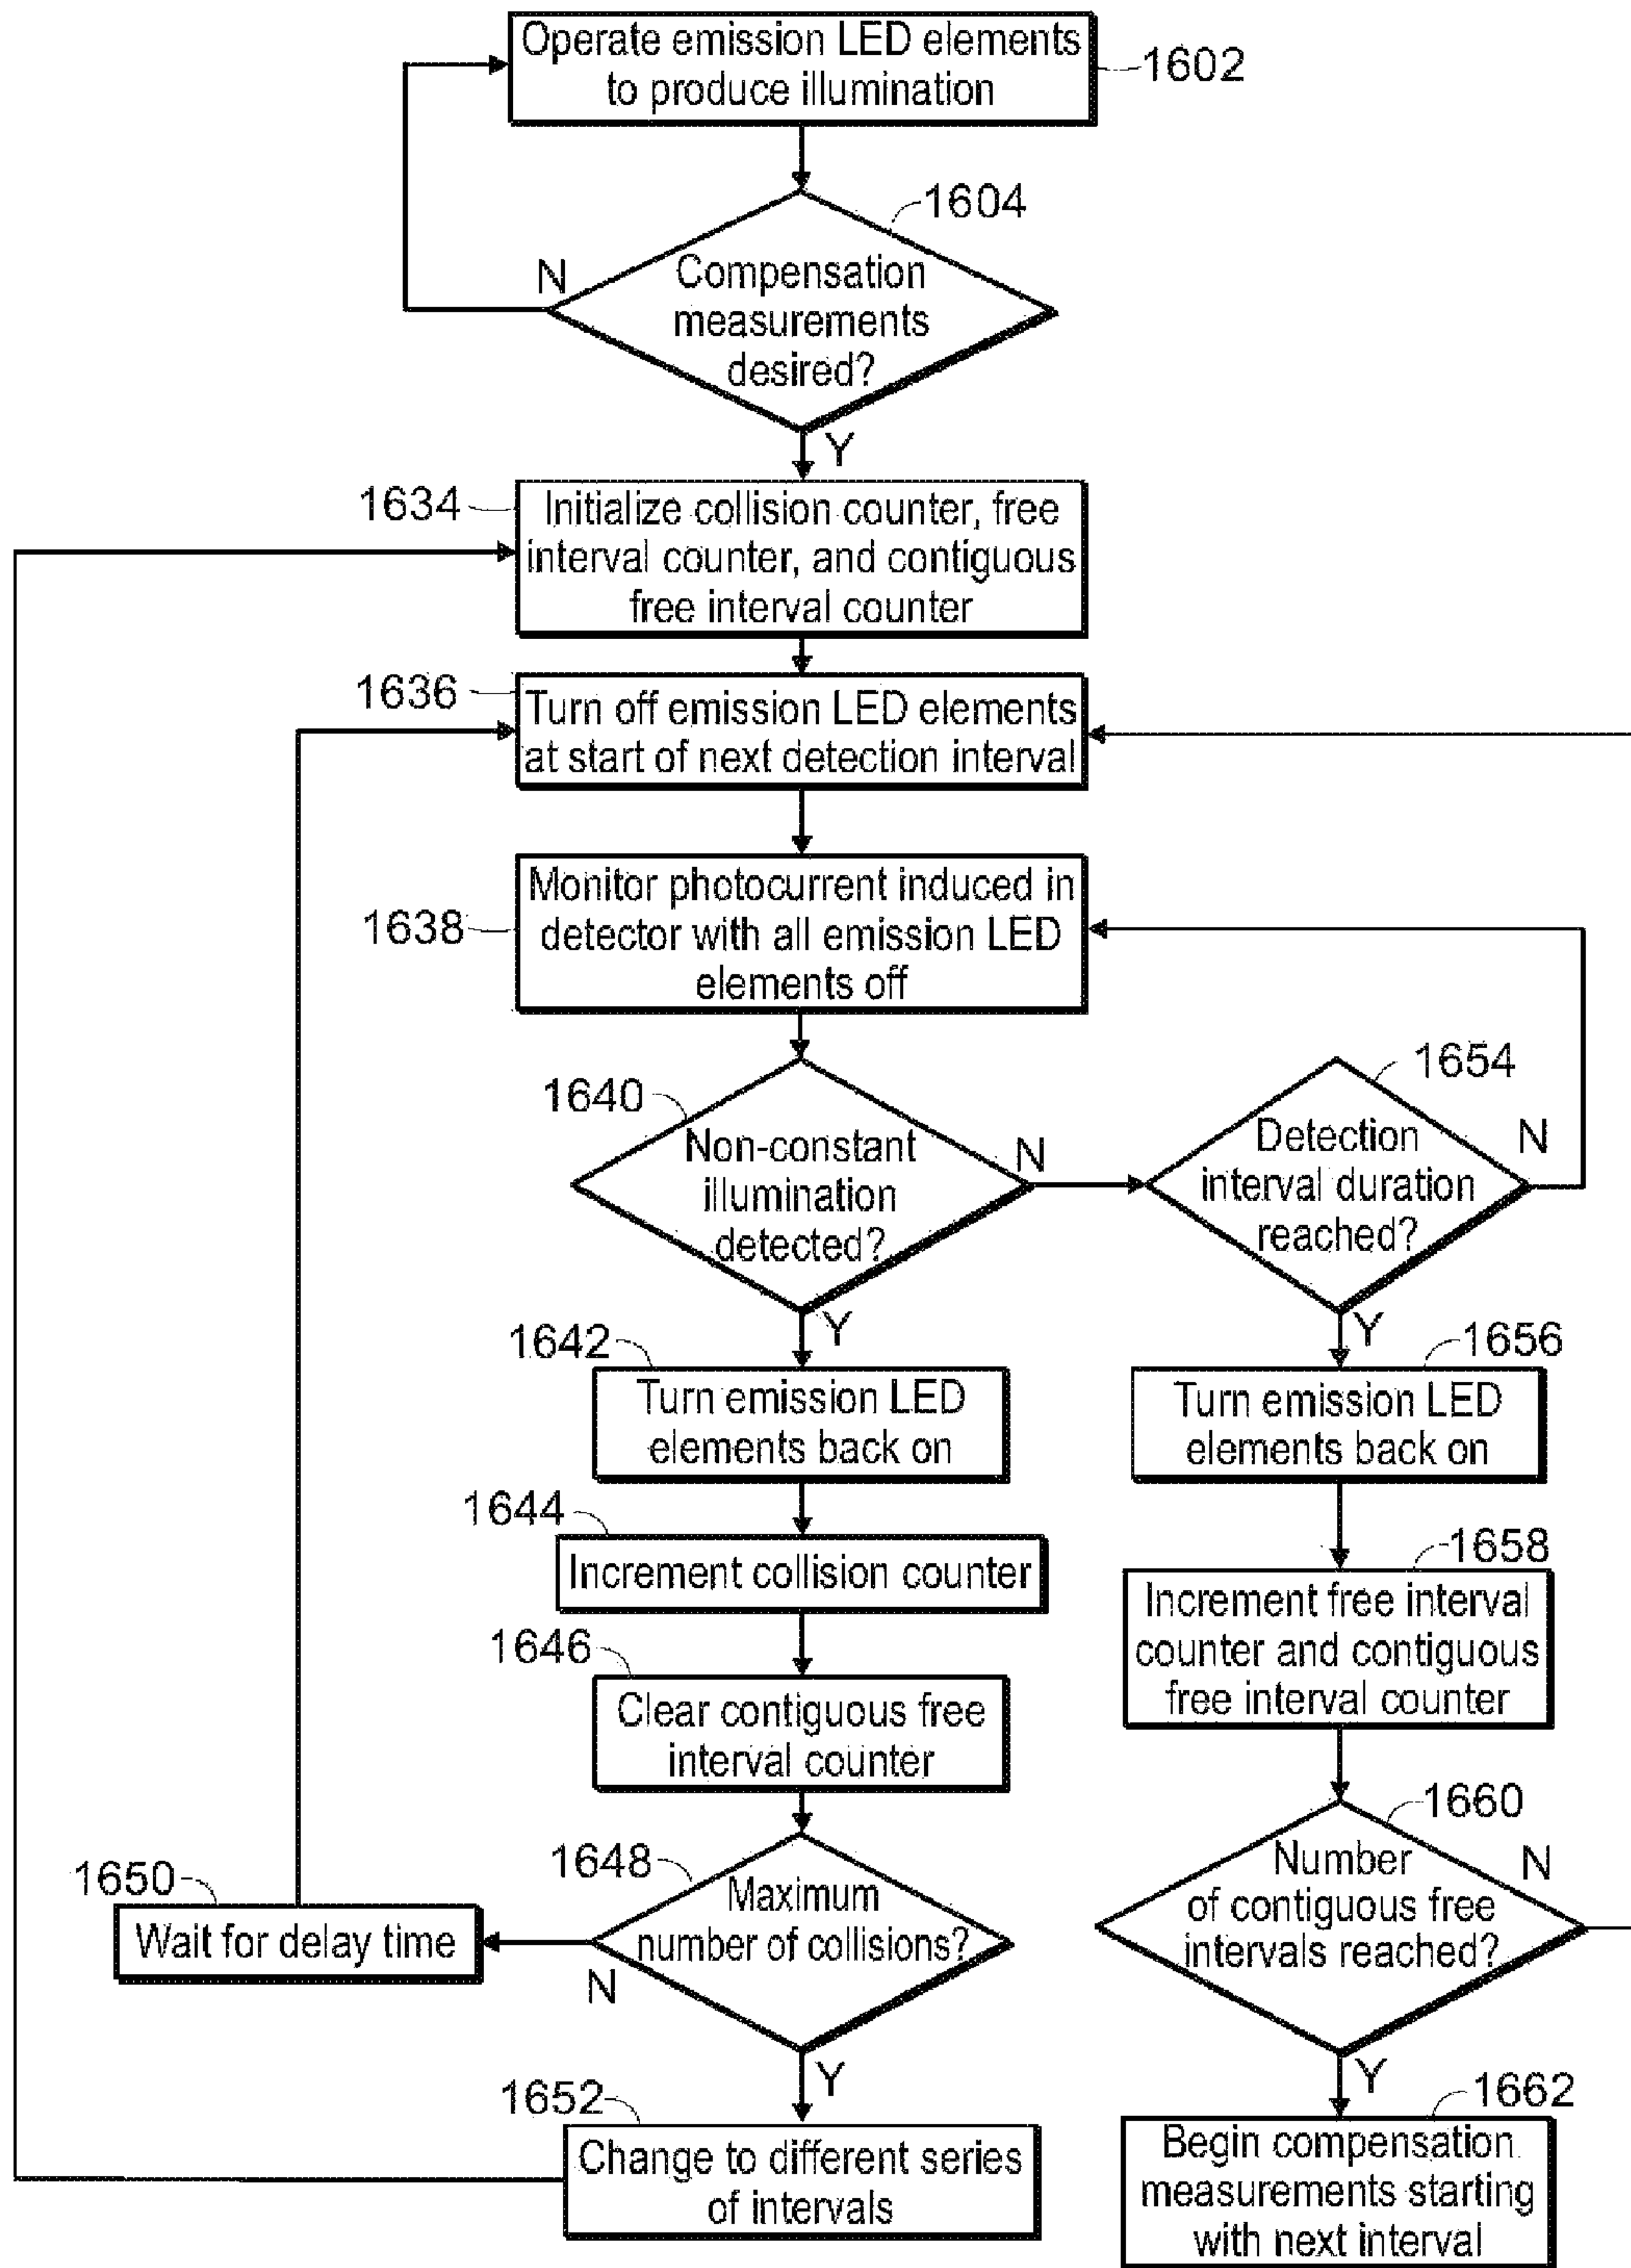 Operate emission LED elements
to produce illumination
1602
1604
Compensation
measurements
desired?
N
Y
1634
Initialize collision counter, free
interval counter, and contiguous
free interval counter
1636
Turn off emission LED elements
at start of next detection interval
1638
Monitor photocurrent induced in
detector with all emission LED
elements off
1640
Non-constant
illumination
detected?
N
Y
1654
Detection
interval duration
reached?
N
Y
1642
Turn emission LED
elements back on
1656
Turn emission LED
elements back on
1644
Increment collision counter
1658
Increment free interval
counter and contiguous
free interval counter
1646
Clear contiguous free
interval counter
1648
Maximum
number of collisions?
N
Y
1650
Wait for delay time
1660
Number
of contiguous free
intervals reached?
N
Y
1652
Change to different series
of intervals
1662
Begin compensation
measurements starting
with next interval